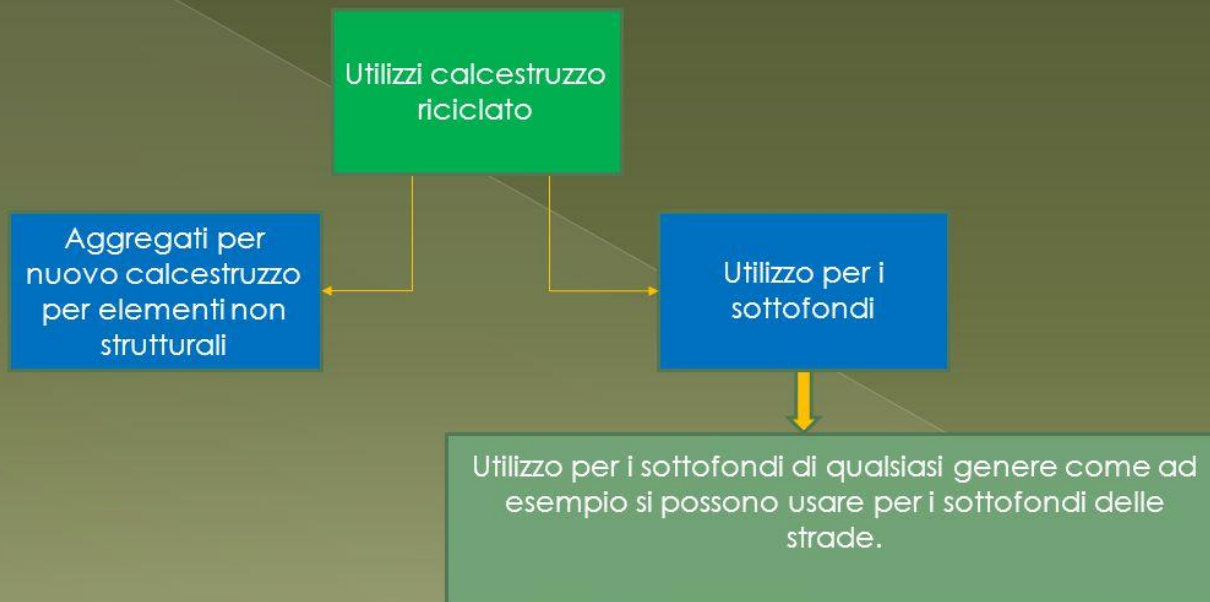 Utilizzi calcestruzzo
riciclato
Aggregati per
nuovo calcestruzzo
per elementi non
strutturali
Utilizzo per i
sottofondi
Utilizzo per i sottofondi di qualsiasi genere come ad
esempio si possono usare per i sottofondi delle
strade.